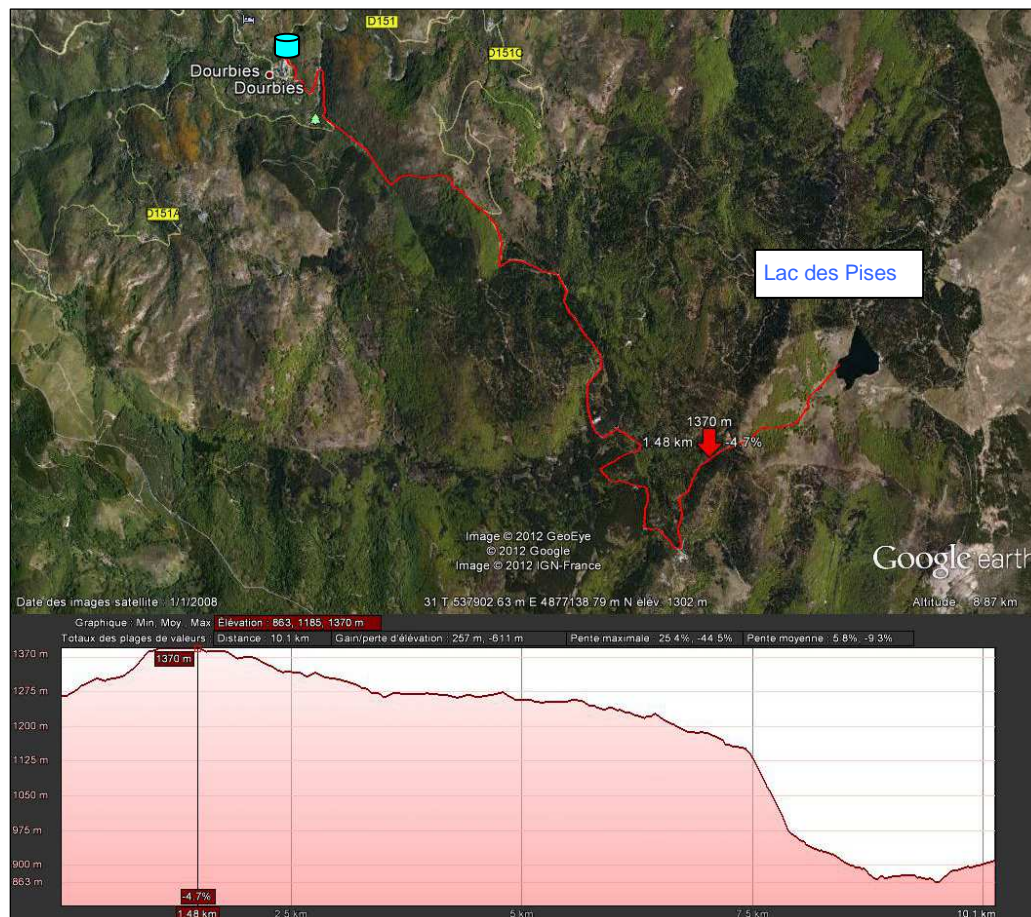 D151
D151C
Dourbies
Dourbies
D151A
Lac des Pises
1370 m
1 48 km -4.7%
Image © 2012 GeoEye
© 2012 Google
Image © 2012 IGN-France
Google earth
Date des images satellite : 1/1/2008 31 T 537902.63 m E 4877138.79 m N élév. 1302 m Altitude 8.87 km
Graphique : Min, Moy, Max Élévation : 863, 1185, 1370 m
Totaux des plages de valeurs : Distance : 10.1 km Gain/perte d'élévation : 257 m, -611 m Pente maximale : 25.4%, -44.5% Pente moyenne : 5.8%, -9.3%
1370 m
1370 m
1275 m
1200 m
1125 m
1050 m
975 m
900 m
863 m
-4.7%
1.48 km 2.5 km 5 km 7.5 km 10.1 km